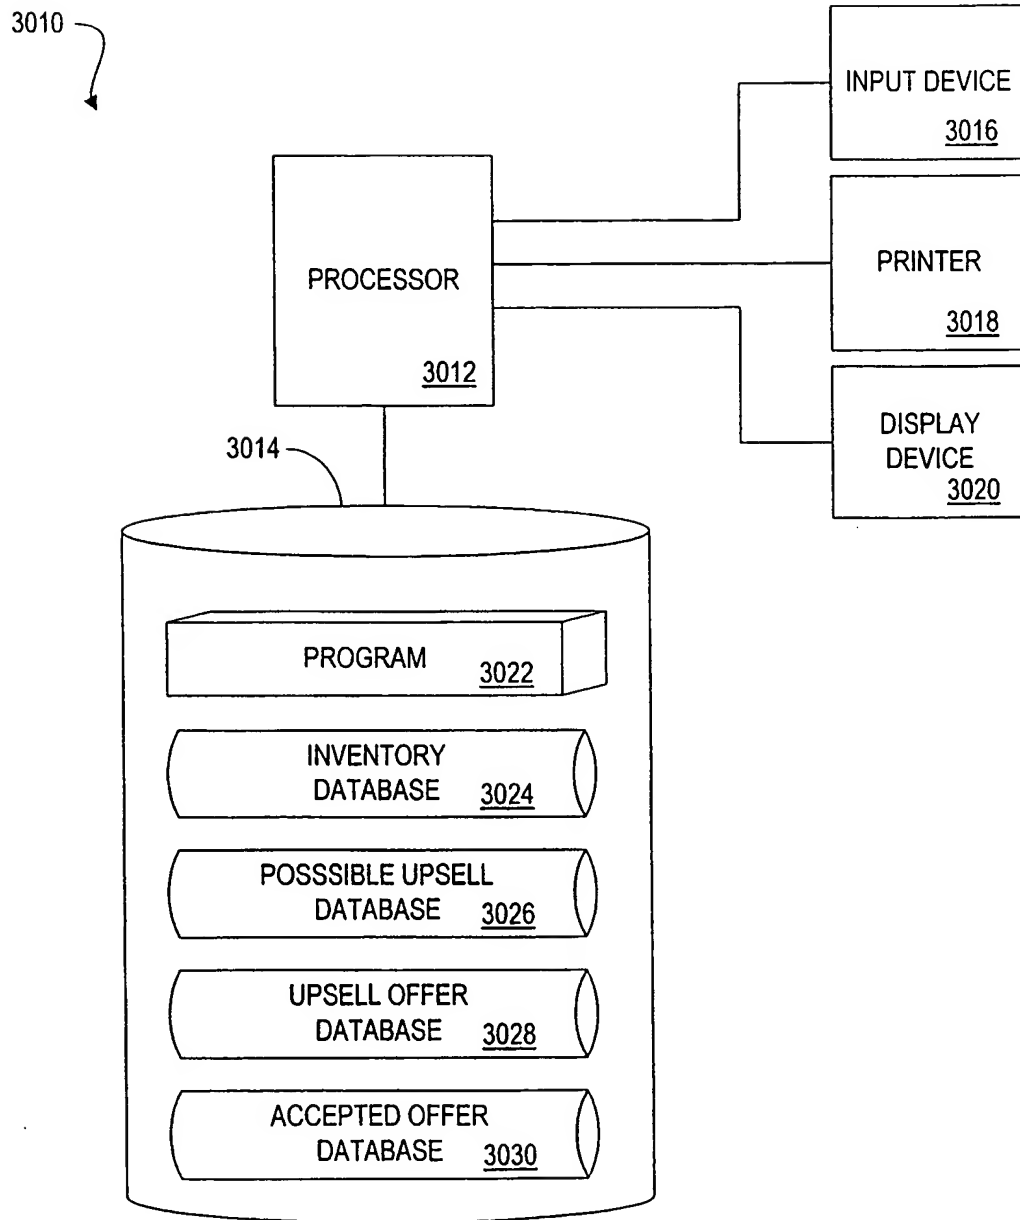 3010
INPUT DEVICE
3016
PROCESSOR
3012
PRINTER
3018
DISPLAY
DEVICE
3020
3014
PROGRAM
3022
INVENTORY
DATABASE
3024
POSSSIBLE UPSELL
DATABASE
3026
UPSELL OFFER
DATABASE
3028
ACCEPTED OFFER
DATABASE
3030